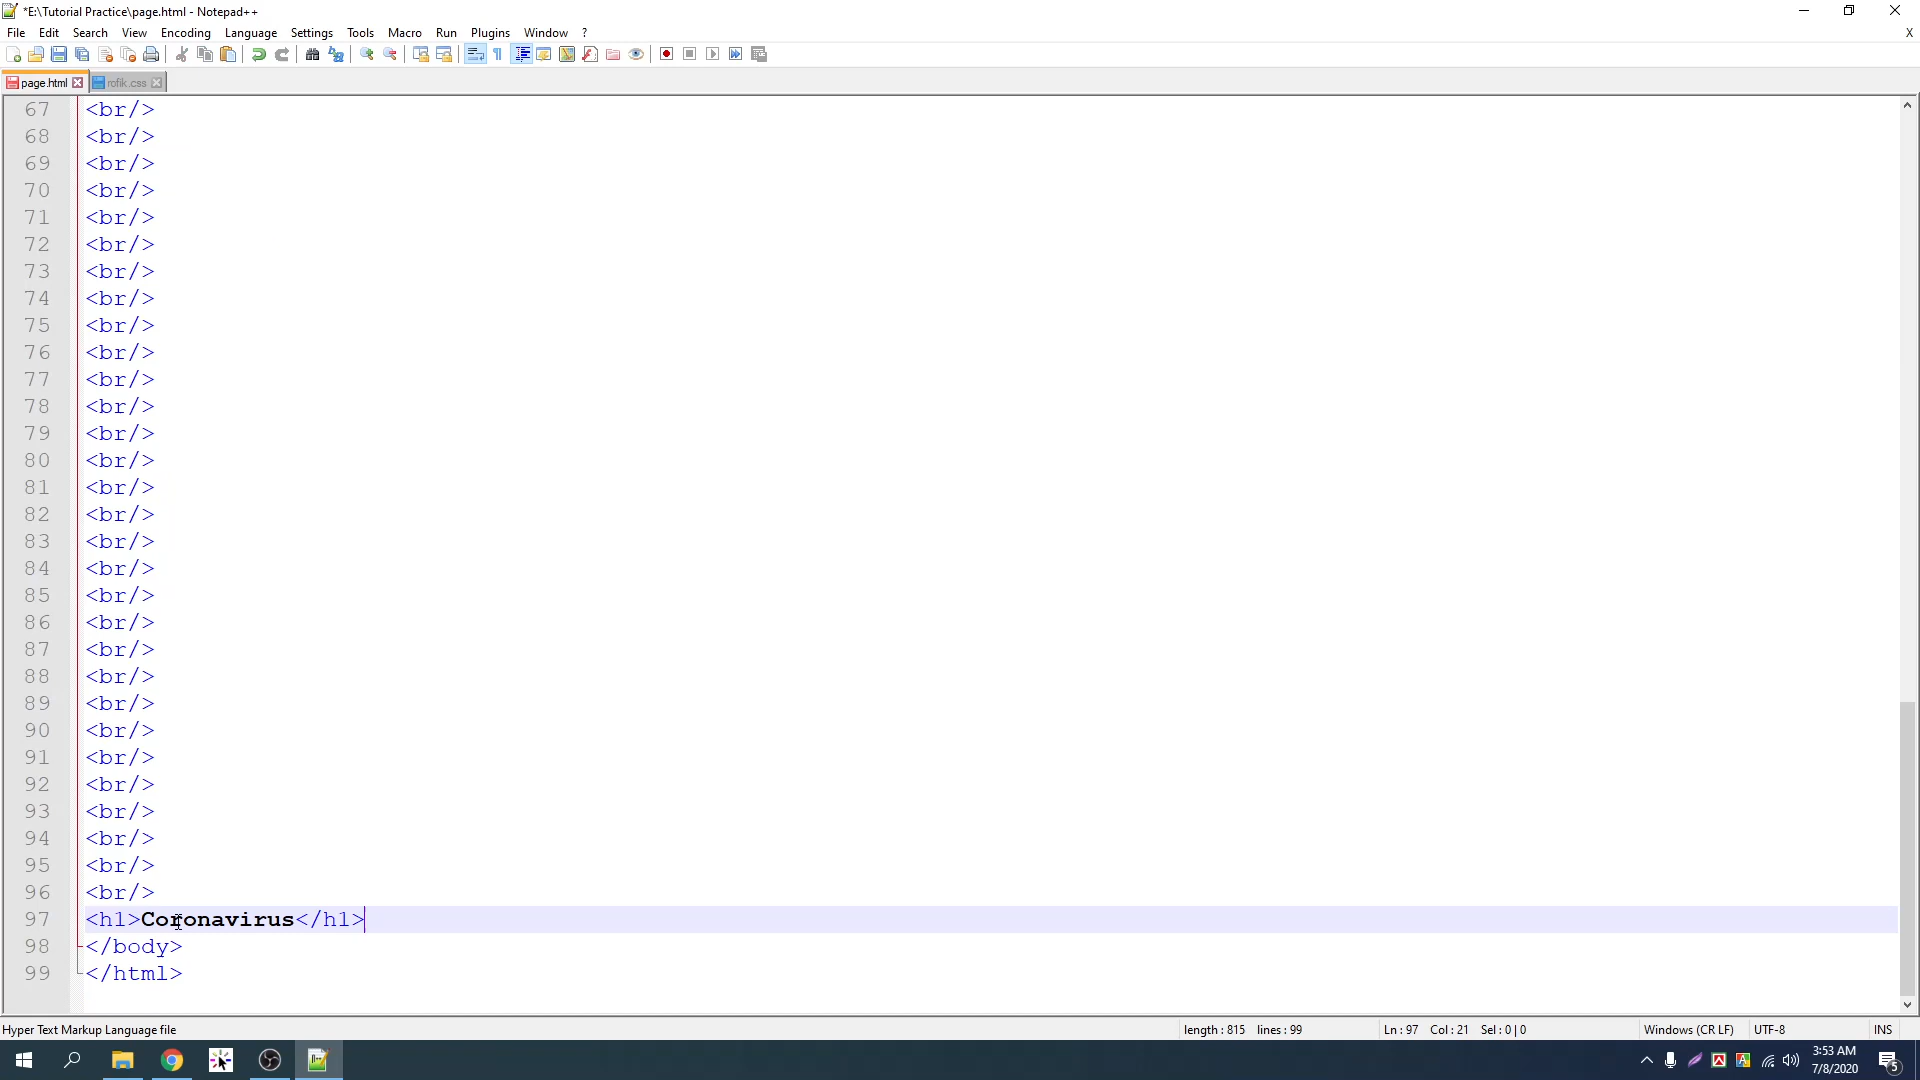 *E:\Tutorial Practice\page.html - Notepad++
File Edit Search View Encoding Language Settings Tools Macro Run Plugins Window ? X
page.html rofik.css
67 <br/>
68 <br/>
69 <br/>
70 <br/>
71 <br/>
72 <br/>
73 <br/>
74 <br/>
75 <br/>
76 <br/>
77 <br/>
78 <br/>
79 <br/>
80 <br/>
81 <br/>
82 <br/>
83 <br/>
84 <br/>
85 <br/>
86 <br/>
87 <br/>
88 <br/>
89 <br/>
90 <br/>
91 <br/>
92 <br/>
93 <br/>
94 <br/>
95 <br/>
96 <br/>
97 <h1>Coronavirus</h1>
98 </body>
99 </html>
Hyper Text Markup Language file length : 815 lines : 99 Ln : 97 Col : 21 Sel : 0 | 0 Windows (CR LF) UTF-8 INS
3:53 AM
7/8/2020
5